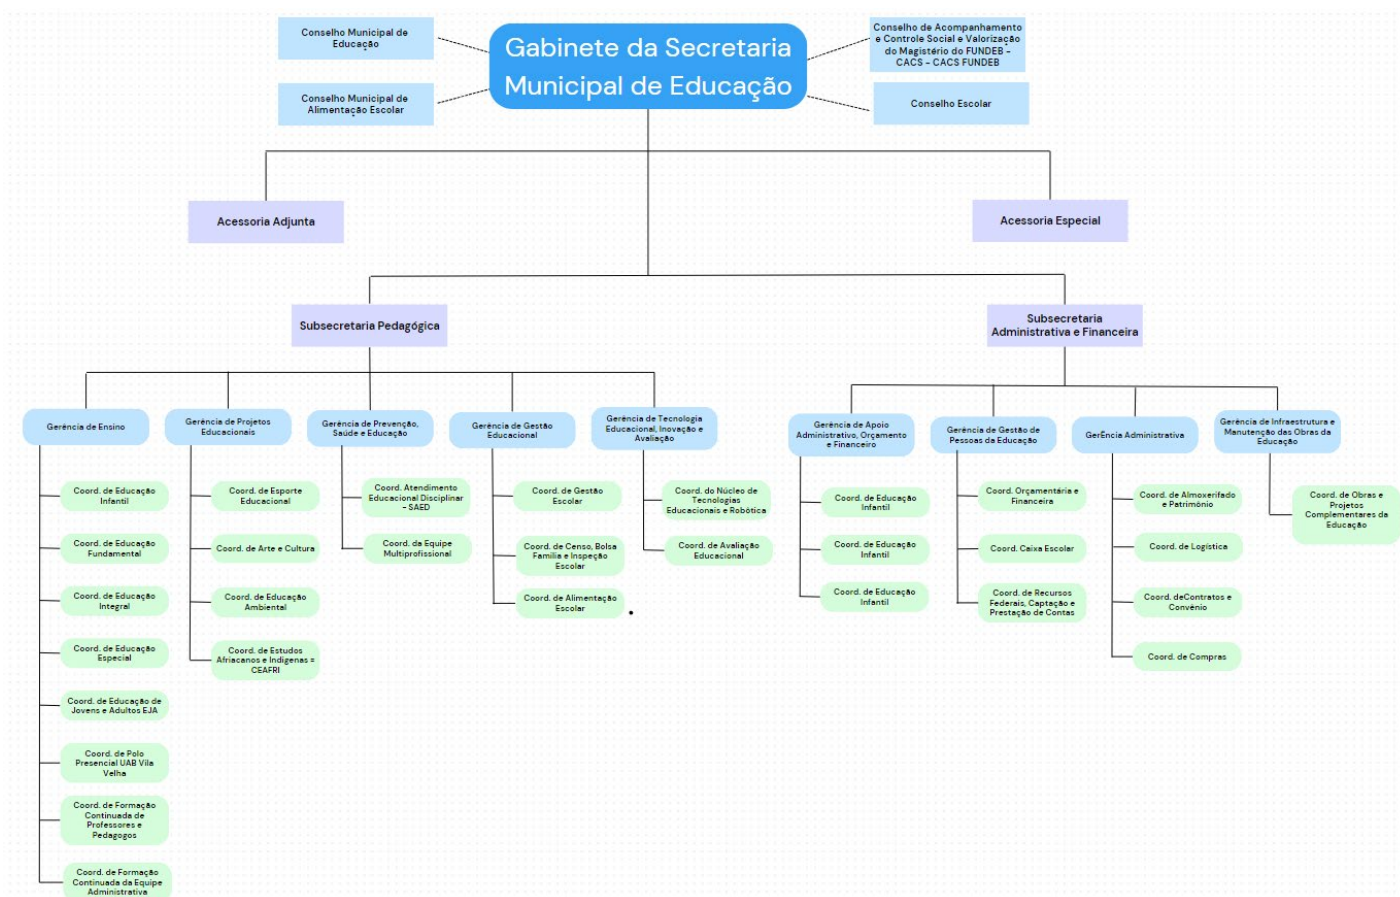 Conselho Municipal de
Educação
Gabinete da Secretaria
Municipal de Educação
Conselho de Acompanhamento
e Controle Social e Valorização
do Magistério do FUNDEB -
CACS - CACS FUNDEB
Conselho Municipal de
Alimentação Escolar
Conselho Escolar
Acessoria Adjunta
Acessoria Especial
Subsecretaria Pedagógica
Subsecretaria
Administrativa e Financeira
Gerência de Ensino
Gerência de Projetos
Educacionais
Gerência de Prevenção,
Saúde e Educação
Gerência de Gestão
Educacional
Gerência de Tecnologia
Educacional, Inovação e
Avaliação
Gerência de Apoio
Administrativo, Orçamento
e Financeiro
Gerência de Gestão de
Pessoas da Educação
GerÊncia Administrativa
Gerência de Infraestrutura e
Manutenção das Obras da
Educação
Coord. de Educação
Infantil
Coord. de Educação
Fundamental
Coord. de Educação
Integral
Coord. de Educação
Especial
Coord. de Educação de
Jovens e Adultos EJA
Coord. de Polo
Presencial UAB Vila
Velha
Coord. de Formação
Continuada de
Professores e
Pedagogos
Coord. de Formação
Continuada da Equipe
Administrativa
Coord. de Esporte
Educacional
Coord. de Arte e Cultura
Coord. de Educação
Ambiental
Coord. de Estudos
Afriacanos e Indígenas =
CEAFRI
Coord. Atendimento
Educacional Disciplinar
- SAED
Coord. da Equipe
Multiprofissional
Coord. de Gestão
Escolar
Coord. de Censo, Bolsa
Família e Inspeção
Escolar
Coord. de Alimentação
Escolar
Coord. do Núcleo de
Tecnologias
Educacionais e Robótica
Coord. de Avaliação
Educacional
Coord. de Educação
Infantil
Coord. de Educação
Infantil
Coord. de Educação
Infantil
Coord. Orçamentária e
Financeira
Coord. Caixa Escolar
Coord. de Recursos
Federais, Captação e
Prestação de Contas
Coord. de Almoxerifado
e Patrimônio
Coord. de Logística
Coord. deContratos e
Convênio
Coord. de Compras
Coord. de Obras e
Projetos
Complementares da
Educação